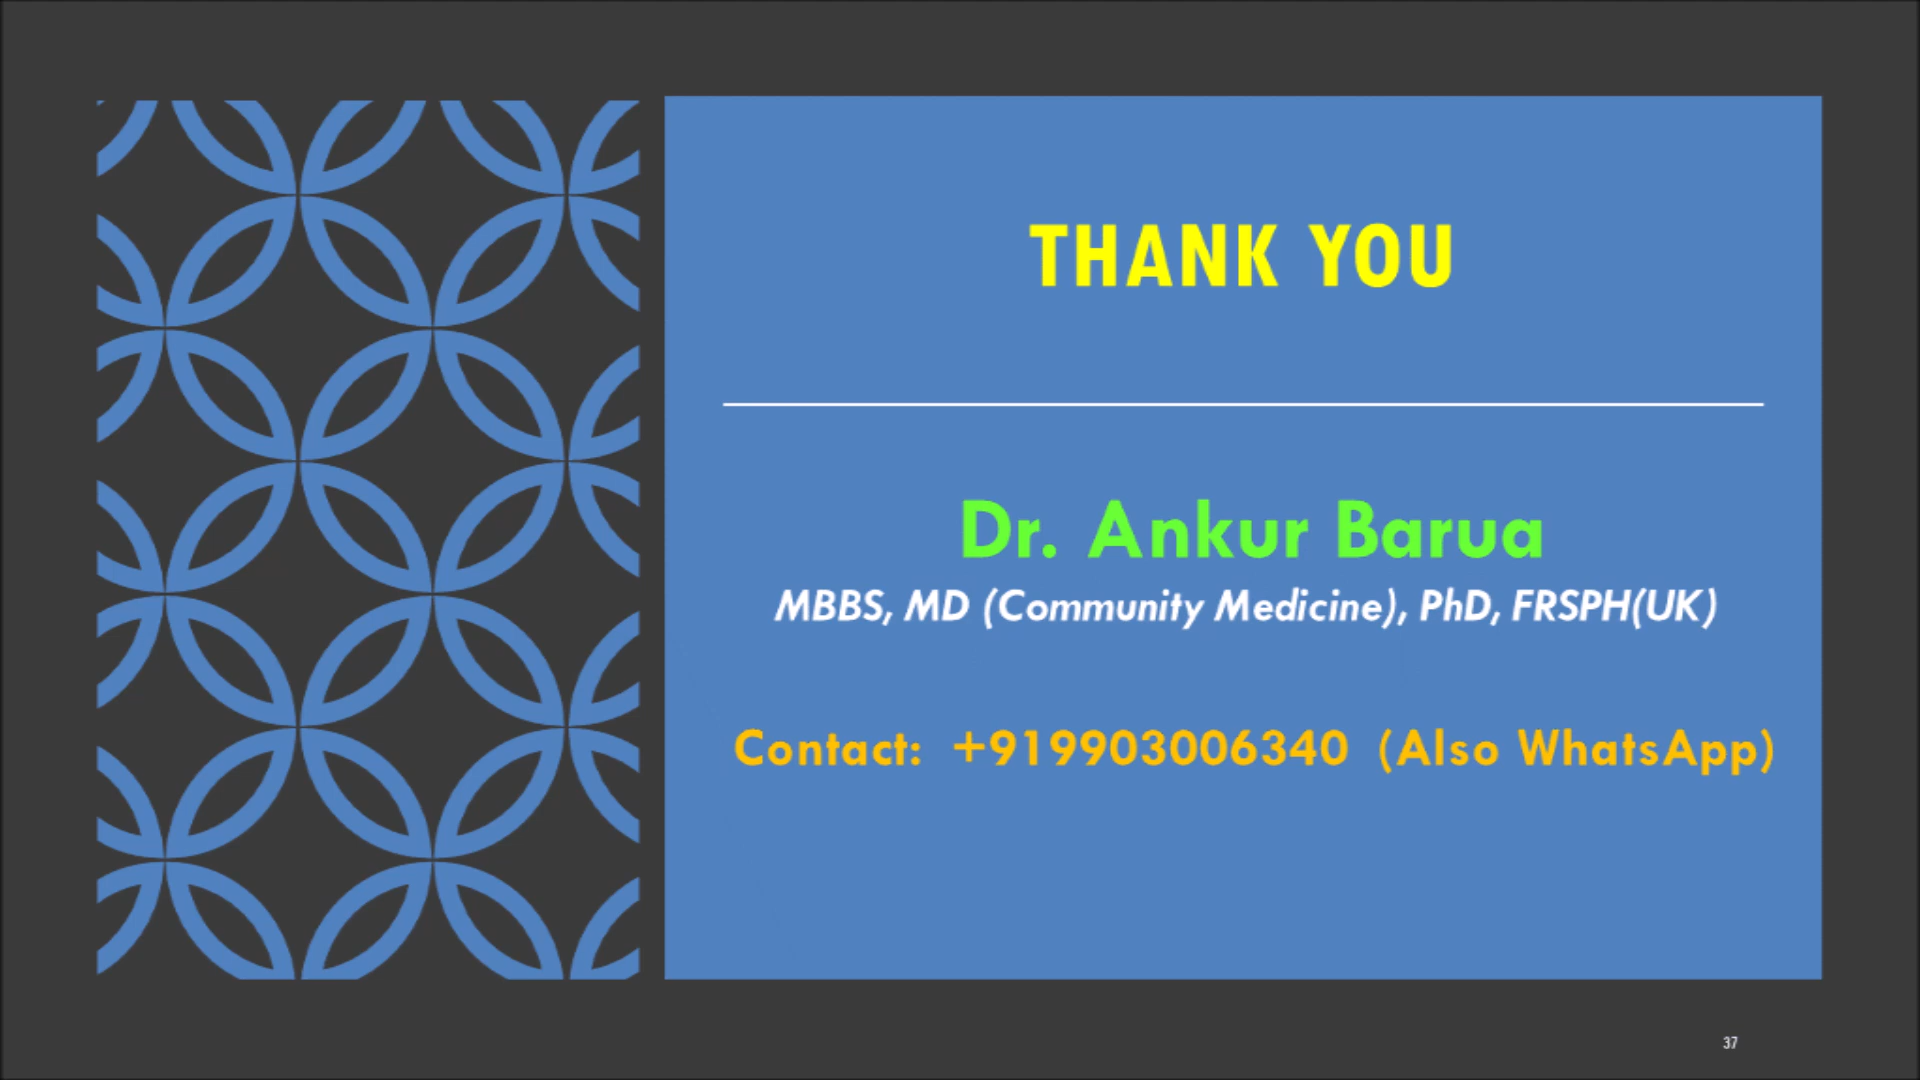 THANK YOU
Dr. Ankur Barua
MBBS, MD (Community Medicine), PhD, FRSPH(UK)
Contact: +919903006340 (Also WhatsApp)
37